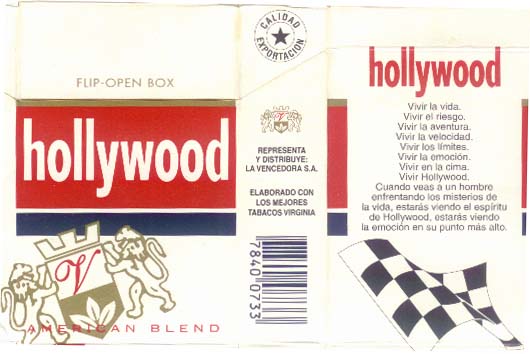 FLIP-OPEN BOX
hollywood
V
AMERICAN BLEND
CALIDAD
EXPORTACION
V
REPRESENTA
Y DISTRIBUYE:
LA VENCEDORA S.A.
ELABORADO CON
LOS MEJORES
TABACOS VIRGINIA
7840 0733
hollywood
Vivir la vida.
Vivir el riesgo.
Vivir la aventura.
Vivir la velocidad.
Vivir los límites.
Vivir la emoción.
Vivir en la cima.
Vivir Hollywood.
Cuando veas a un hombre
enfrentando los misterios de
la vida, estarás viendo el espíritu
de Hollywood, estarás viendo
la emoción en su punto más alto.